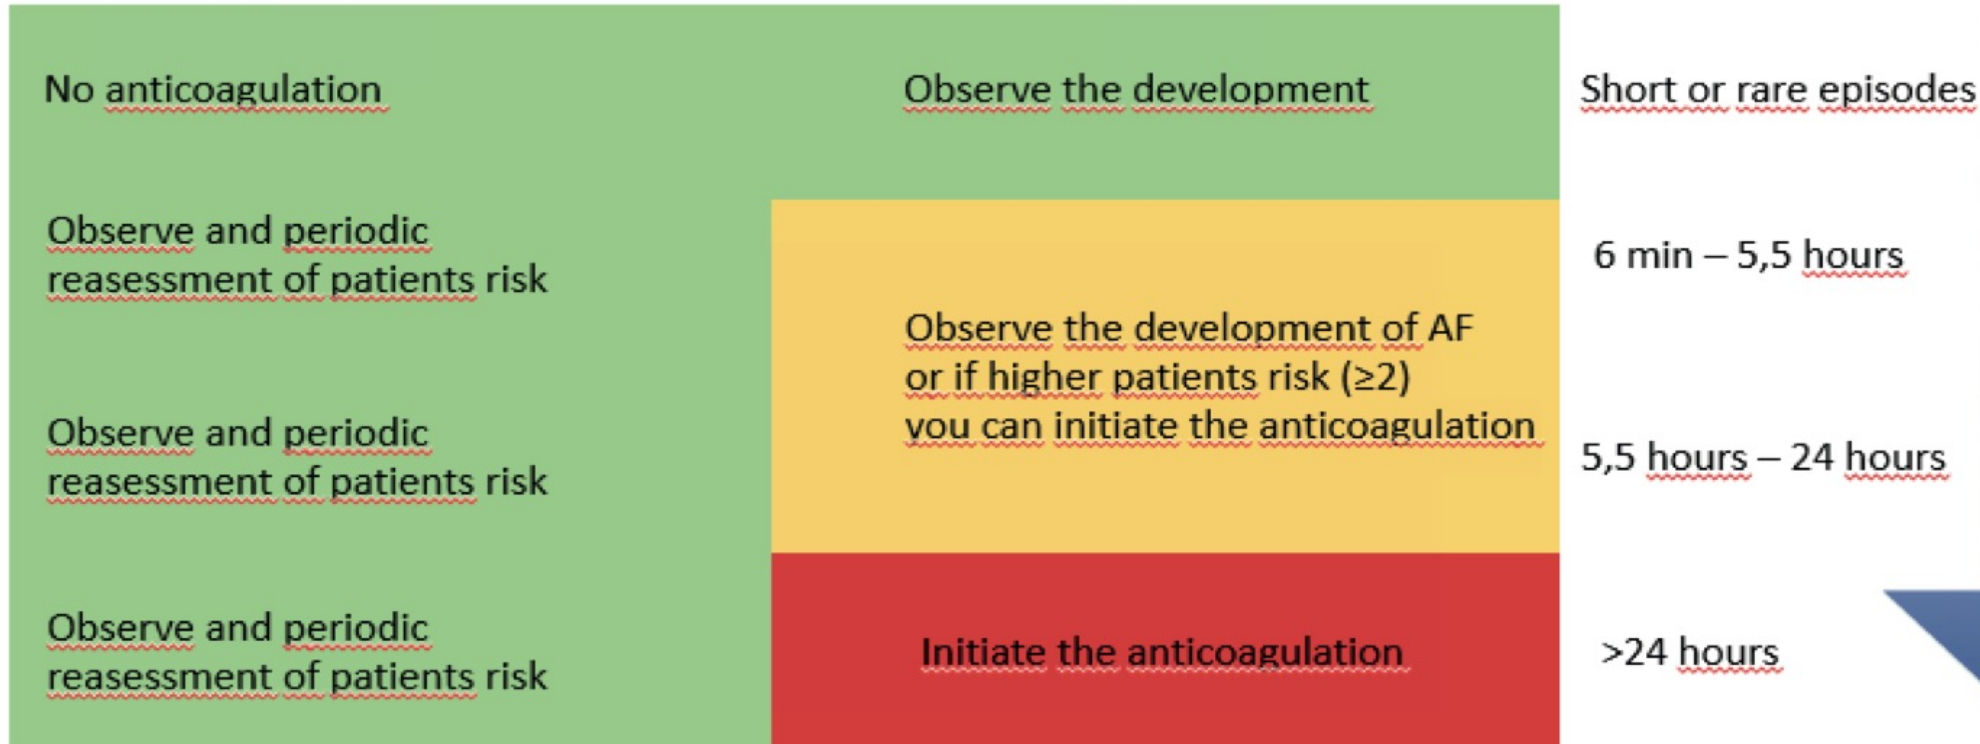 No anticoagulation
Observe the development
Short or rare episodes
Observe and periodic
reasessment of patients risk
6 min – 5,5 hours
Observe the development of AF
or if higher patients risk (≥2)
you can initiate the anticoagulation
Observe and periodic
reasessment of patients risk
5,5 hours – 24 hours
Observe and periodic
reasessment of patients risk
Initiate the anticoagulation
>24 hours